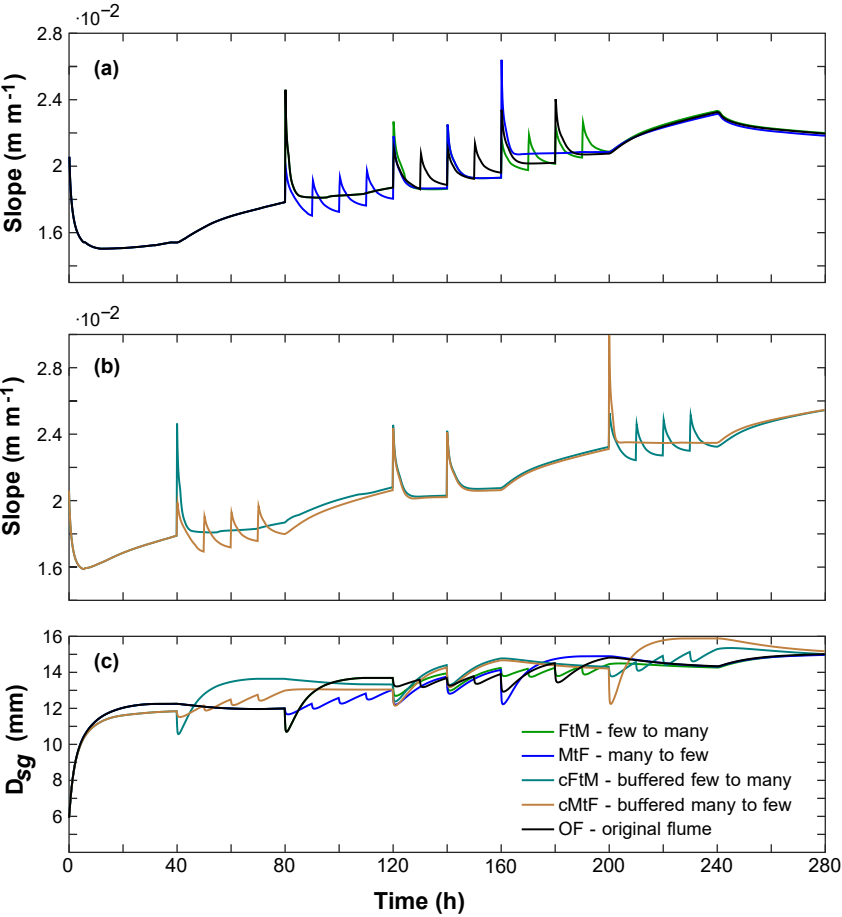 ·10⁻²
2.8
(a)
2.4
2
1.6
Slope (m m⁻¹)
·10⁻²
(b)
2.8
2.4
2
1.6
Slope (m m⁻¹)
16
(c)
14
12
10
8
6
Dsg (mm)
FtM - few to many
MtF - many to few
cFtM - buffered few to many
cMtF - buffered many to few
OF - original flume
0 40 80 120 160 200 240 280
Time (h)